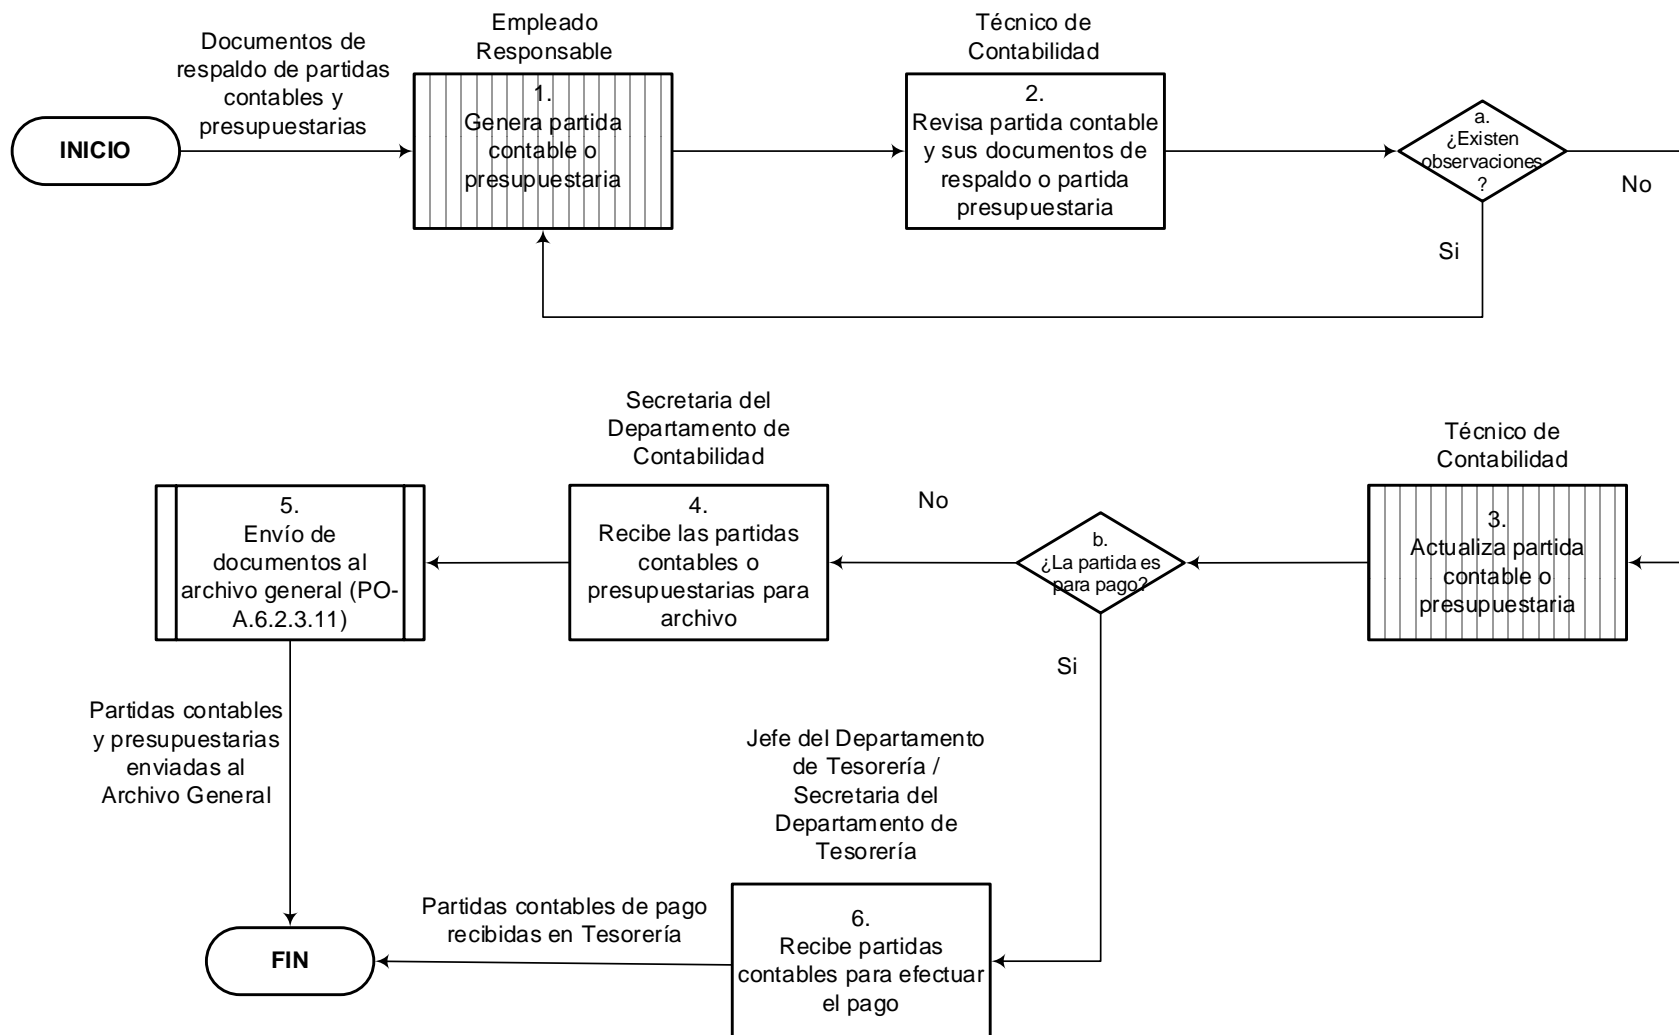 Empleado
Responsable
Técnico de
Contabilidad
Documentos de
respaldo de partidas
contables y
presupuestarias
INICIO
1.
Genera partida
contable o
presupuestaria
2.
Revisa partida contable
y sus documentos de
respaldo o partida
presupuestaria
a.
¿Existen
observaciones
?
No
Si
Secretaria del
Departamento de
Contabilidad
Técnico de
Contabilidad
5.
Envío de
documentos al
archivo general (PO-
A.6.2.3.11)
4.
Recibe las partidas
contables o
presupuestarias para
archivo
No
b.
¿La partida es
para pago?
3.
Actualiza partida
contable o
presupuestaria
Si
Partidas contables
y presupuestarias
enviadas al
Archivo General
Jefe del Departamento
de Tesorería /
Secretaria del
Departamento de
Tesorería
Partidas contables de pago
recibidas en Tesorería
FIN
6.
Recibe partidas
contables para efectuar
el pago